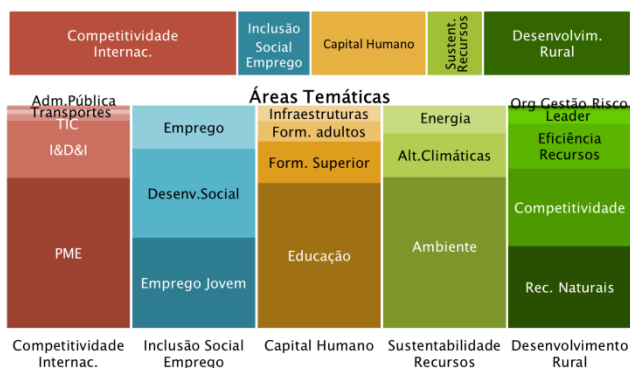 Competitividade
Internac.
Inclusão
Social
Emprego
Capital Humano
Sustent.
Recursos
Desenvolvim.
Rural
Áreas Temáticas
Adm.Pública
Transportes
TIC
I&D&I
PME
Emprego
Desenv.Social
Emprego Jovem
Infraestruturas
Form. adultos
Form. Superior
Educação
Energia
Alt.Climáticas
Ambiente
Org Gestão Risco
Leader
Eficiência
Recursos
Competitividade
Rec. Naturais
Competitividade
Internac.
Inclusão Social
Emprego
Capital Humano
Sustentabilidade
Recursos
Desenvolvimento
Rural